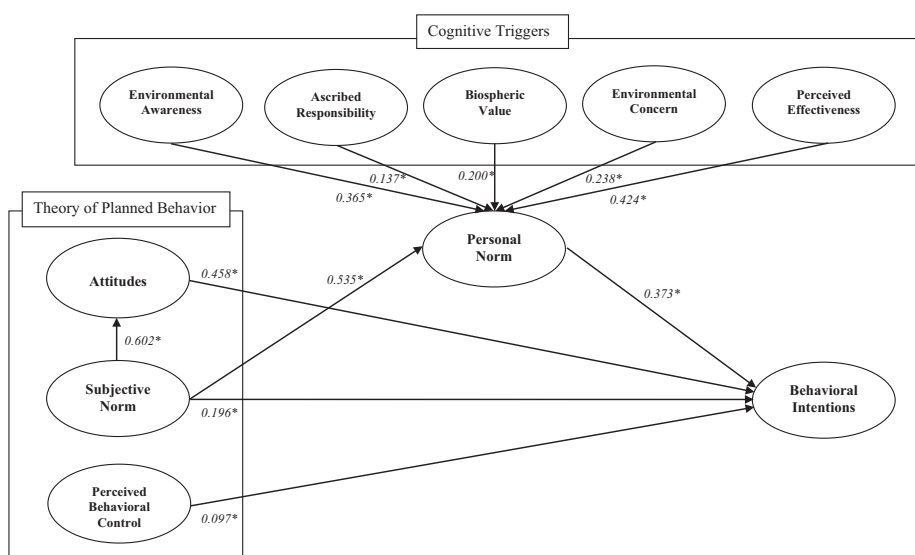 Cognitive Triggers
Environmental
Awareness
Ascribed
Responsibility
Biospheric
Value
Environmental
Concern
Perceived
Effectiveness
0.137*
0.200*
0.238*
0.365*
0.424*
Theory of Planned Behavior
Personal
Norm
Attitudes
0.458*
0.535*
0.373*
0.602*
Subjective
Norm
0.196*
Behavioral
Intentions
Perceived
Behavioral
Control
0.097*